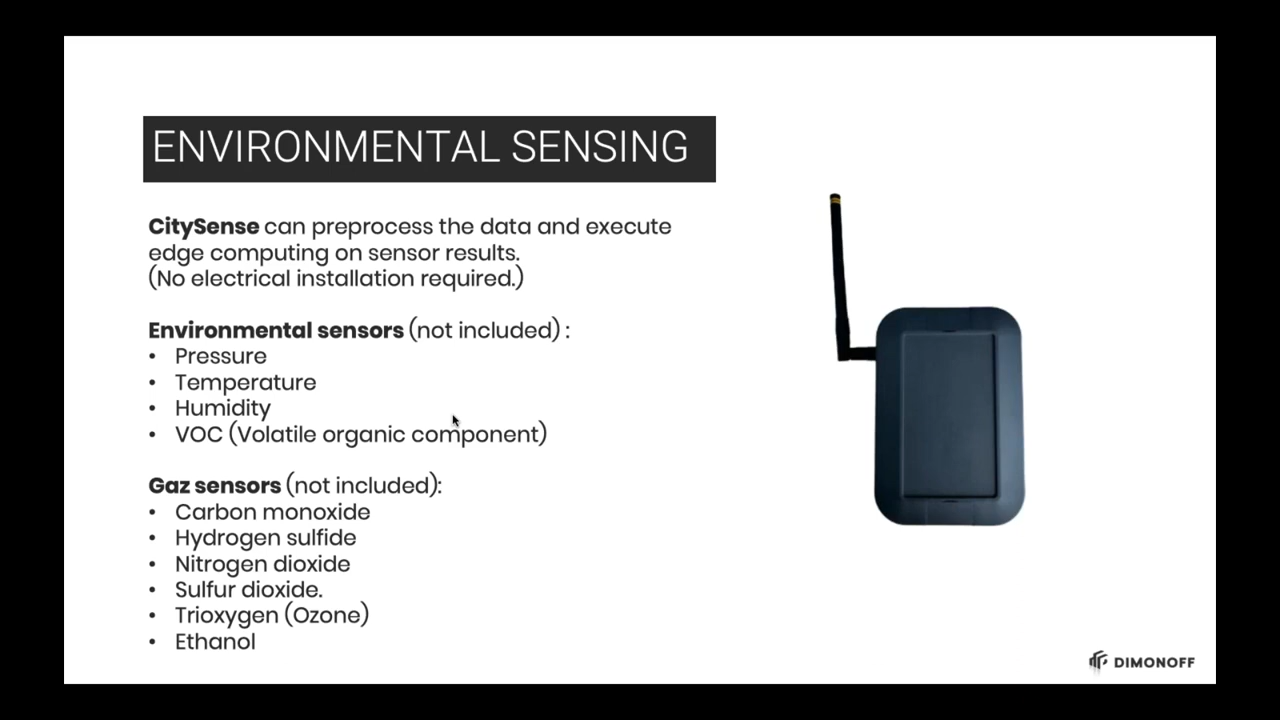 ENVIRONMENTAL SENSING
CitySense can preprocess the data and execute
edge computing on sensor results.
(No electrical installation required.)
Environmental sensors (not included) :
• Pressure
• Temperature
• Humidity
• VOC (Volatile organic component)
Gaz sensors (not included):
• Carbon monoxide
• Hydrogen sulfide
• Nitrogen dioxide
• Sulfur dioxide.
• Trioxygen (Ozone)
• Ethanol
DIMONOFF